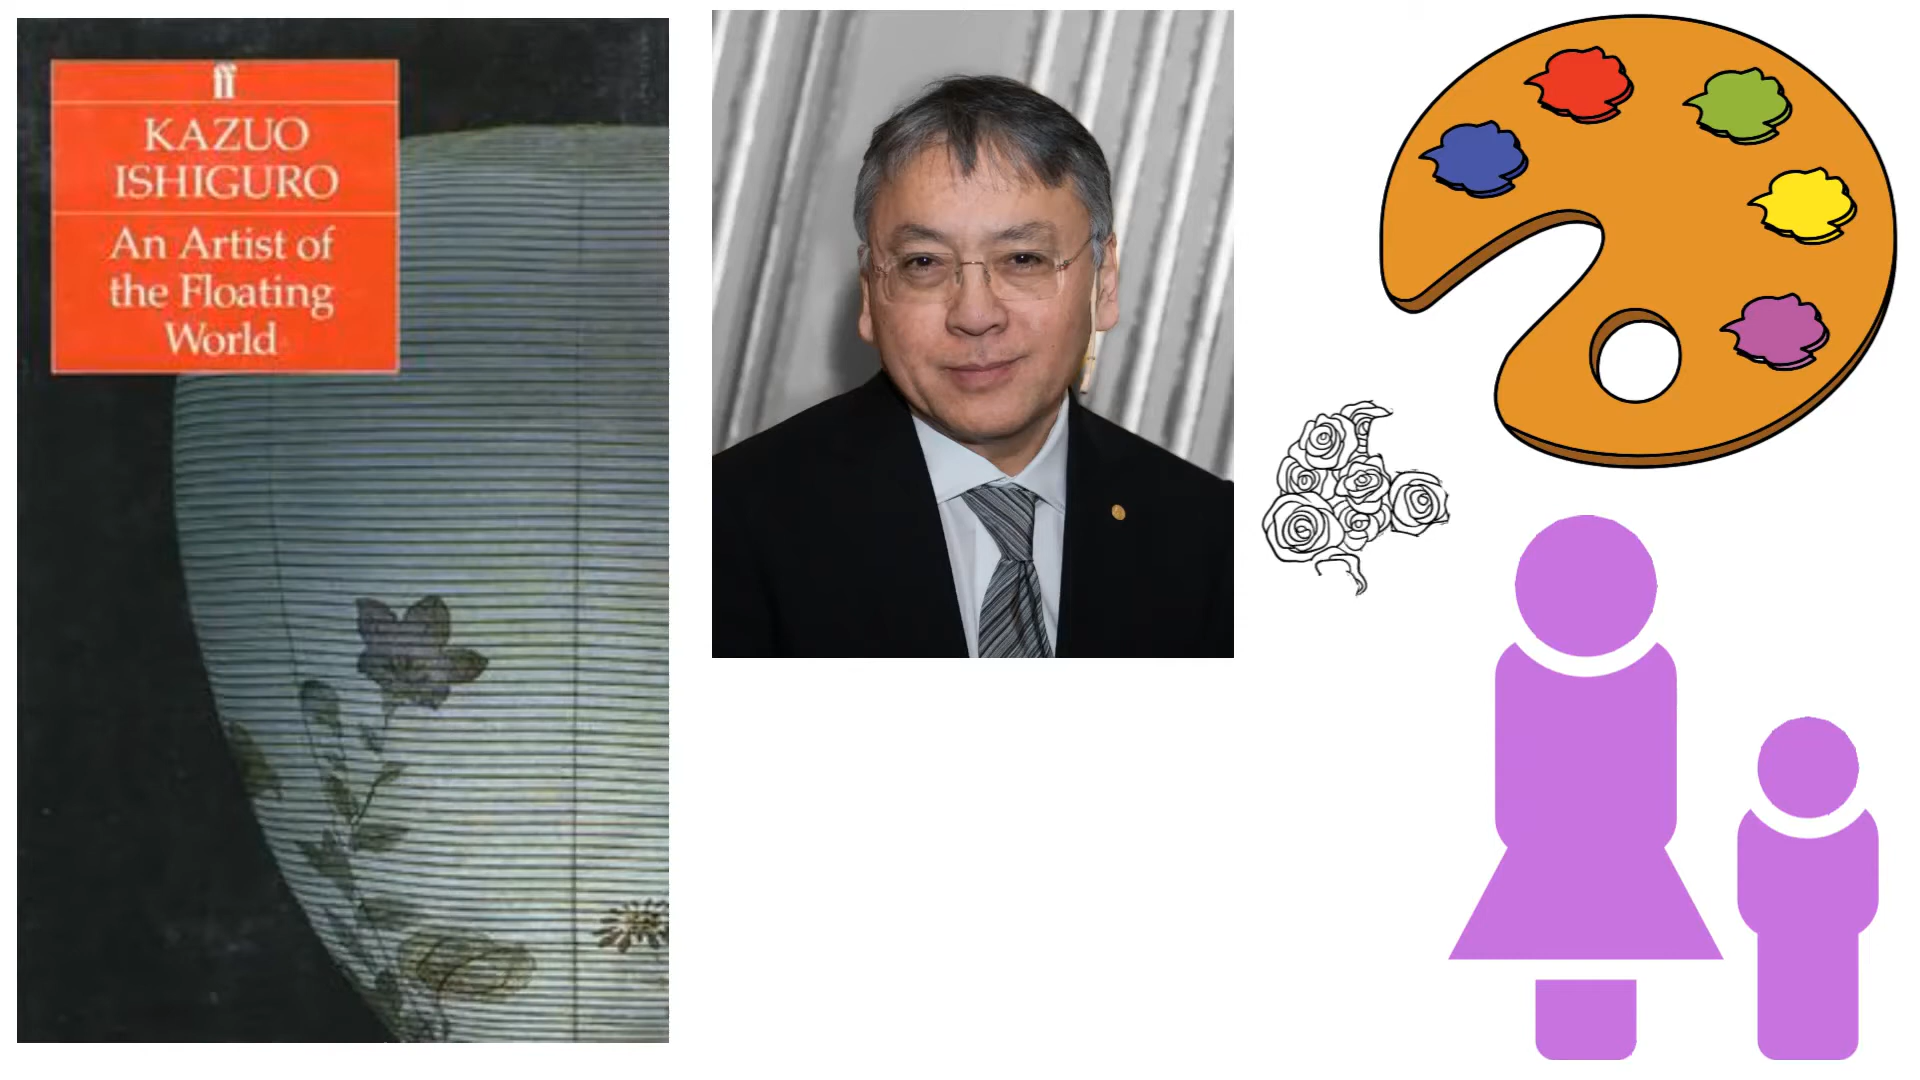 ff
KAZUO
ISHIGURO
An Artist of
the Floating
World